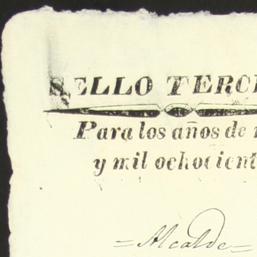 SELLO TERC
Para los años de
y mil ochocient
=Alcalde=